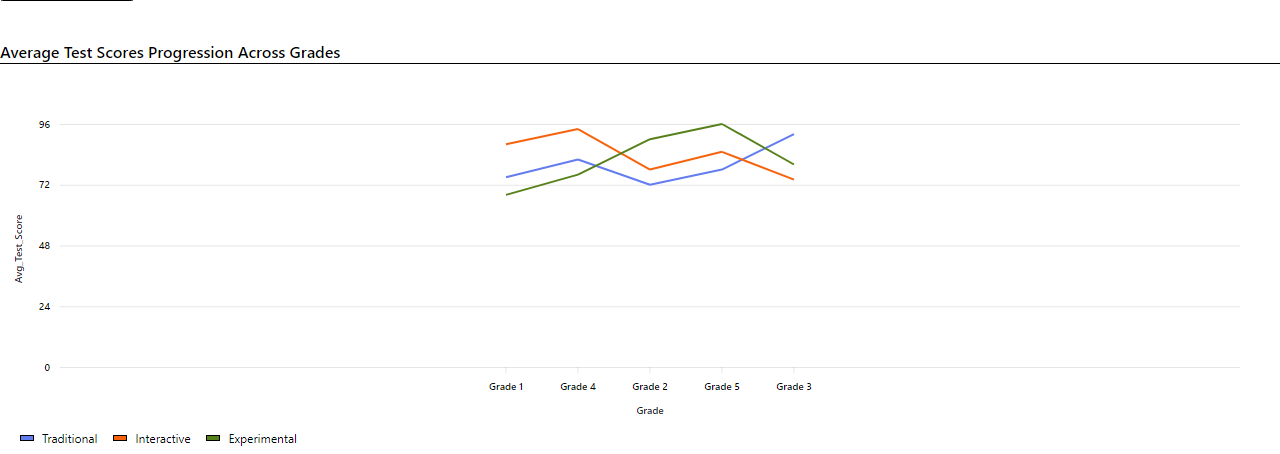 Average Test Scores Progression Across Grades
96
72
48
24
0
Avg_Test_Score
Grade 1 Grade 4 Grade 2 Grade 5 Grade 3
Grade
Traditional Interactive Experimental